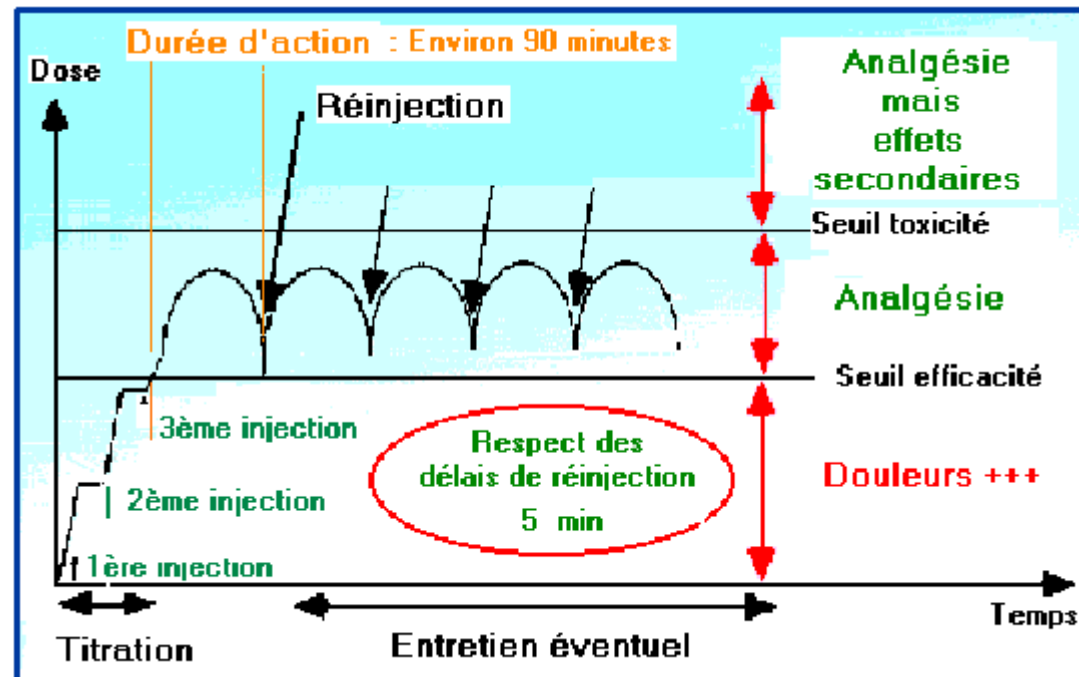 Durée d'action : Environ 90 minutes
Dose
Réinjection
Analgésie
mais
effets
secondaires
Seuil toxicité
Analgésie
Seuil efficacité
3ème injection
2ème injection
1ère injection
Respect des
délais de réinjection
5 min
Douleurs +++
Temps
Titration
Entretien éventuel